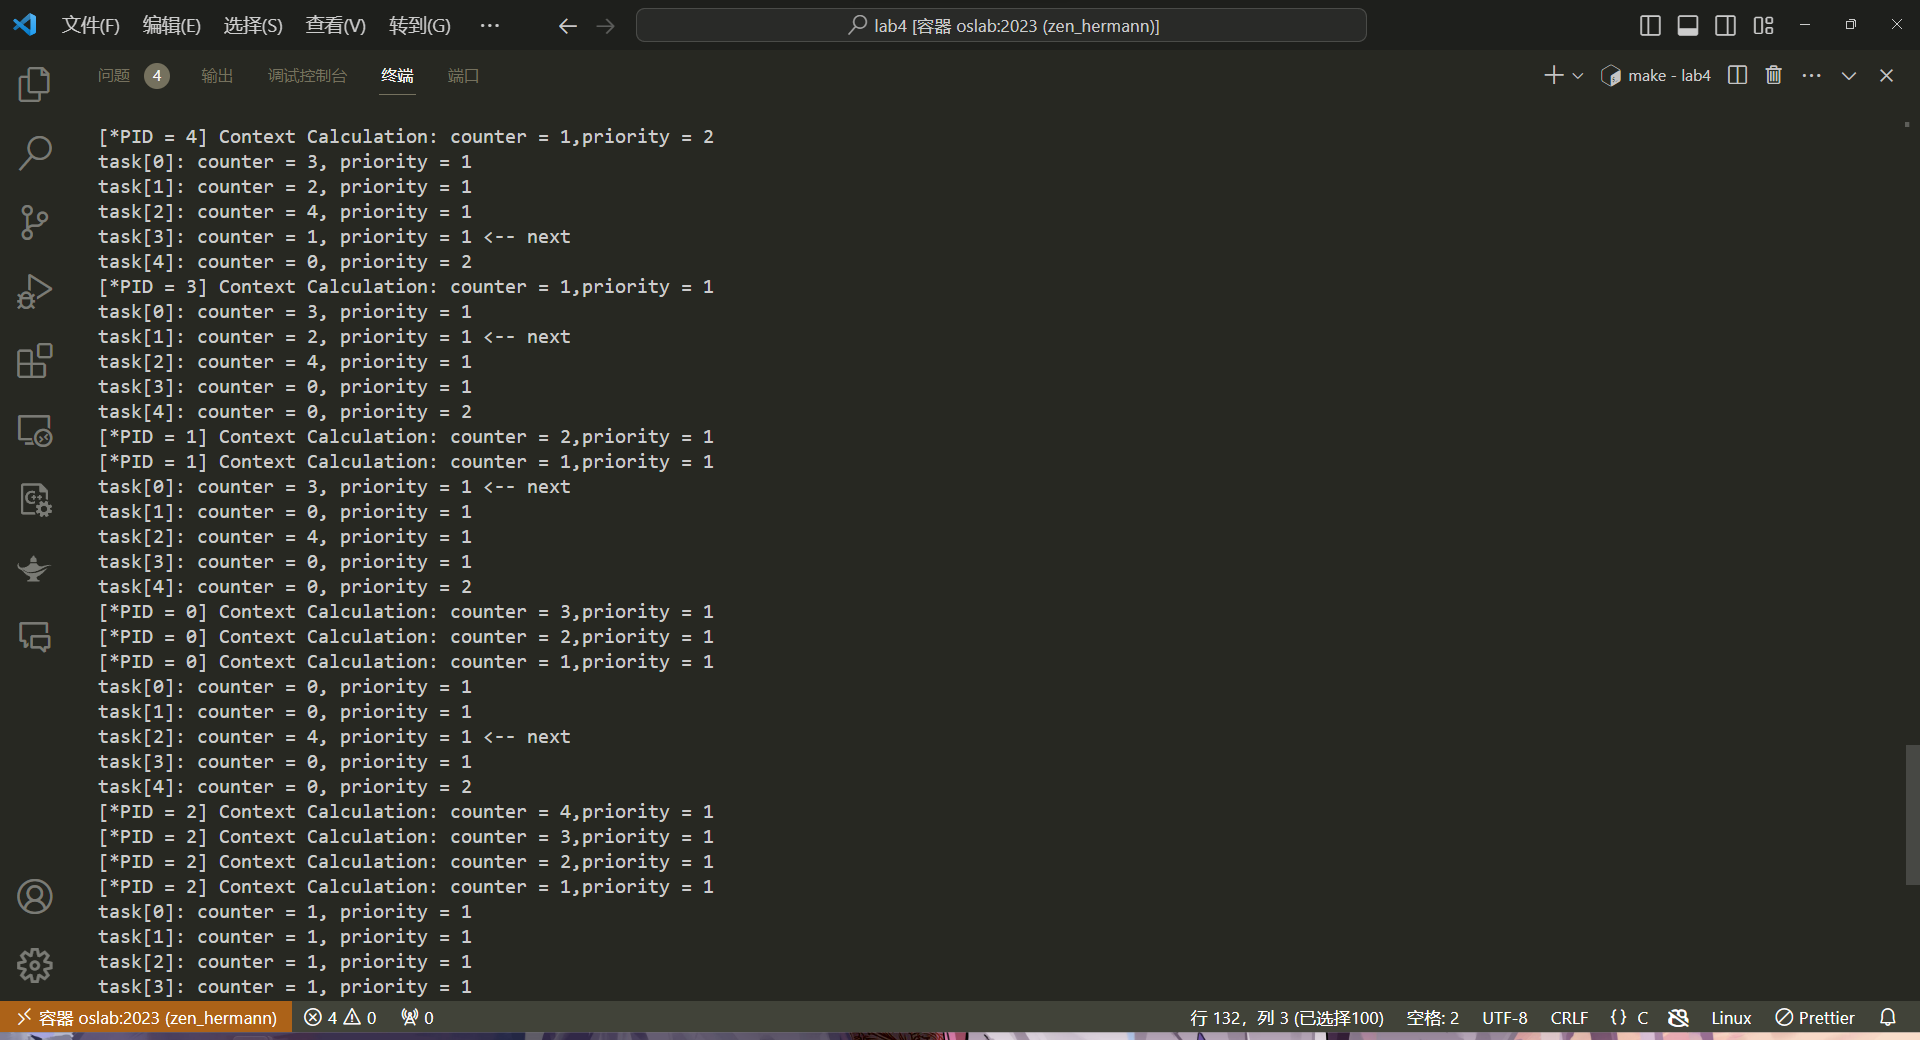 文件(F) 编辑(E) 选择(S) 查看(V) 转到(G) ··· lab4 [容器 oslab:2023 (zen_hermann)]
问题 4 输出 调试控制台 终端 端口 make - lab4
[*PID = 4] Context Calculation: counter = 1,priority = 2
task[0]: counter = 3, priority = 1
task[1]: counter = 2, priority = 1
task[2]: counter = 4, priority = 1
task[3]: counter = 1, priority = 1 <-- next
task[4]: counter = 0, priority = 2
[*PID = 3] Context Calculation: counter = 1,priority = 1
task[0]: counter = 3, priority = 1
task[1]: counter = 2, priority = 1 <-- next
task[2]: counter = 4, priority = 1
task[3]: counter = 0, priority = 1
task[4]: counter = 0, priority = 2
[*PID = 1] Context Calculation: counter = 2,priority = 1
[*PID = 1] Context Calculation: counter = 1,priority = 1
task[0]: counter = 3, priority = 1 <-- next
task[1]: counter = 0, priority = 1
task[2]: counter = 4, priority = 1
task[3]: counter = 0, priority = 1
task[4]: counter = 0, priority = 2
[*PID = 0] Context Calculation: counter = 3,priority = 1
[*PID = 0] Context Calculation: counter = 2,priority = 1
[*PID = 0] Context Calculation: counter = 1,priority = 1
task[0]: counter = 0, priority = 1
task[1]: counter = 0, priority = 1
task[2]: counter = 4, priority = 1 <-- next
task[3]: counter = 0, priority = 1
task[4]: counter = 0, priority = 2
[*PID = 2] Context Calculation: counter = 4,priority = 1
[*PID = 2] Context Calculation: counter = 3,priority = 1
[*PID = 2] Context Calculation: counter = 2,priority = 1
[*PID = 2] Context Calculation: counter = 1,priority = 1
task[0]: counter = 1, priority = 1
task[1]: counter = 1, priority = 1
task[2]: counter = 1, priority = 1
task[3]: counter = 1, priority = 1
容器 oslab:2023 (zen_hermann) 4 0 0 行 132，列 3 (已选择100) 空格: 2 UTF-8 CRLF {} C Linux Prettier